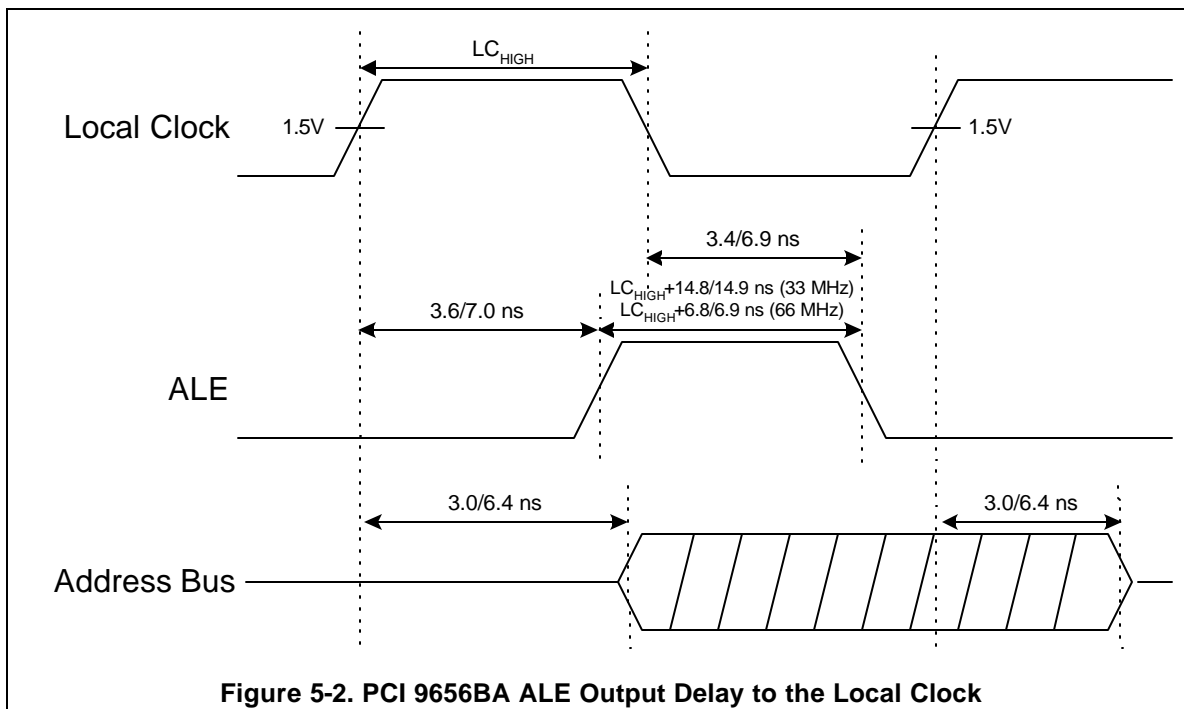 LC_HIGH
Local Clock
1.5V
1.5V
3.4/6.9 ns
LC_HIGH+14.8/14.9 ns (33 MHz)
3.6/7.0 ns
LC_HIGH+6.8/6.9 ns (66 MHz)
ALE
3.0/6.4 ns
3.0/6.4 ns
Address Bus
Figure 5-2. PCI 9656BA ALE Output Delay to the Local Clock